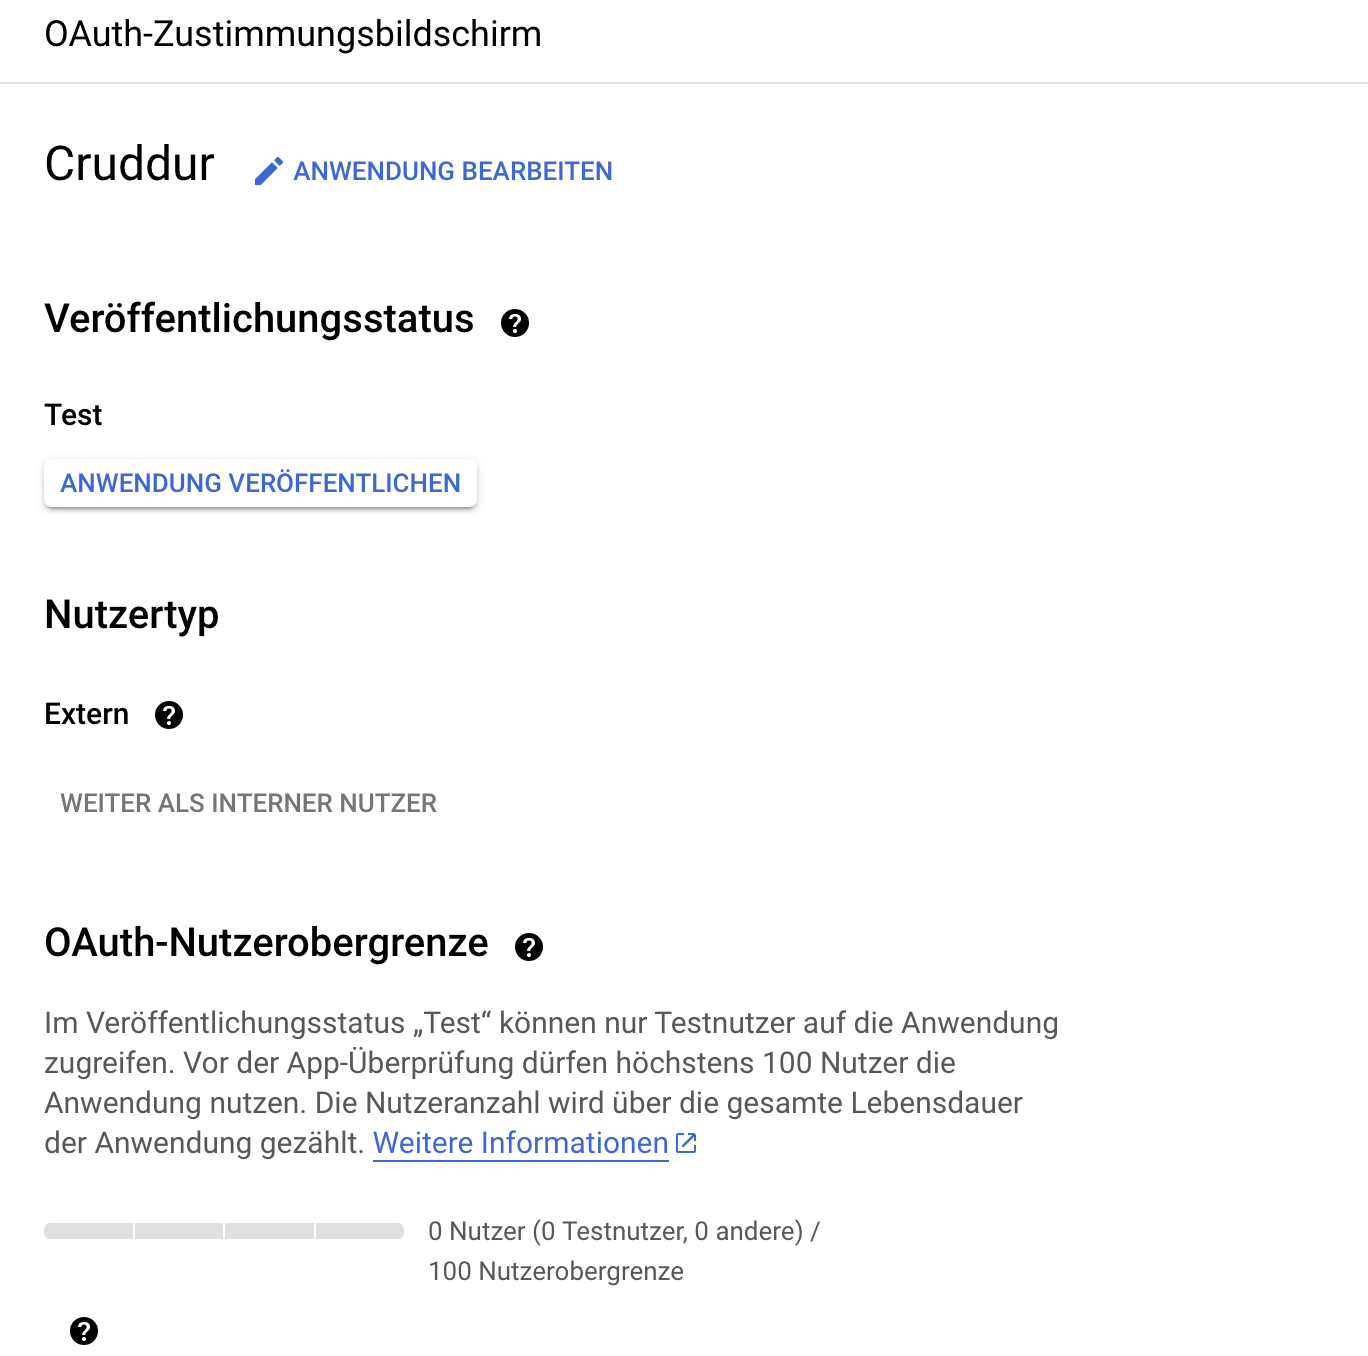 OAuth-Zustimmungsbildschirm
Cruddur
ANWENDUNG BEARBEITEN
Veröffentlichungsstatus
Test
ANWENDUNG VERÖFFENTLICHEN
Nutzertyp
Extern
WEITER ALS INTERNER NUTZER
OAuth-Nutzerobergrenze
Im Veröffentlichungsstatus „Test“ können nur Testnutzer auf die Anwendung
zugreifen. Vor der App-Überprüfung dürfen höchstens 100 Nutzer die
Anwendung nutzen. Die Nutzeranzahl wird über die gesamte Lebensdauer
der Anwendung gezählt. Weitere Informationen
0 Nutzer (0 Testnutzer, 0 andere) /
100 Nutzerobergrenze